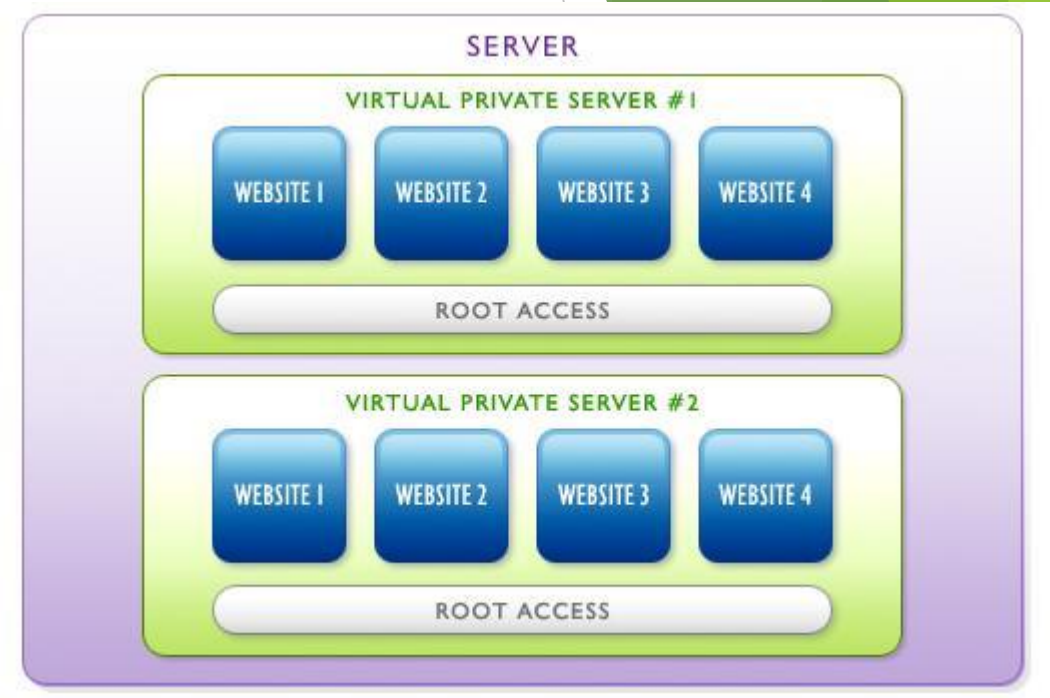 SERVER
VIRTUAL PRIVATE SERVER #1
WEBSITE 1 WEBSITE 2 WEBSITE 3 WEBSITE 4
ROOT ACCESS
VIRTUAL PRIVATE SERVER #2
WEBSITE 1 WEBSITE 2 WEBSITE 3 WEBSITE 4
ROOT ACCESS